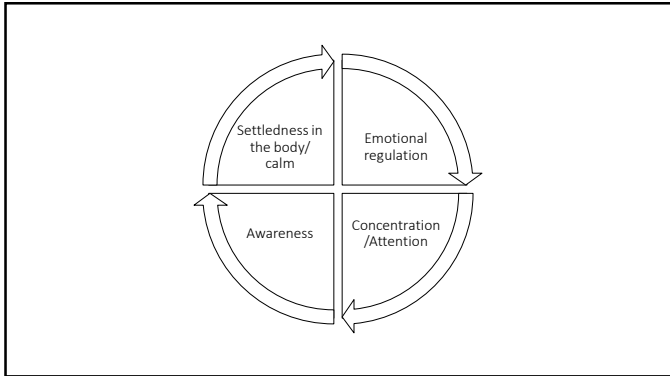 Settledness in
the body/
calm
Emotional
regulation
Awareness
Concentration
/Attention